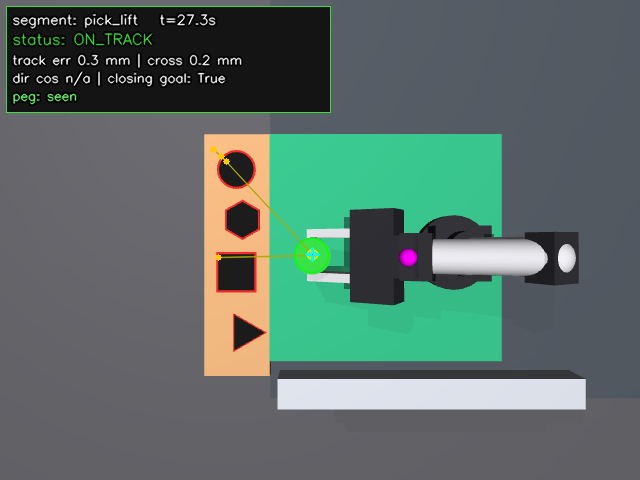 segment: pick_lift t=27.3s
status: ON_TRACK
track err 0.3 mm | cross 0.2 mm
dir cos n/a | closing goal: True
peg: seen